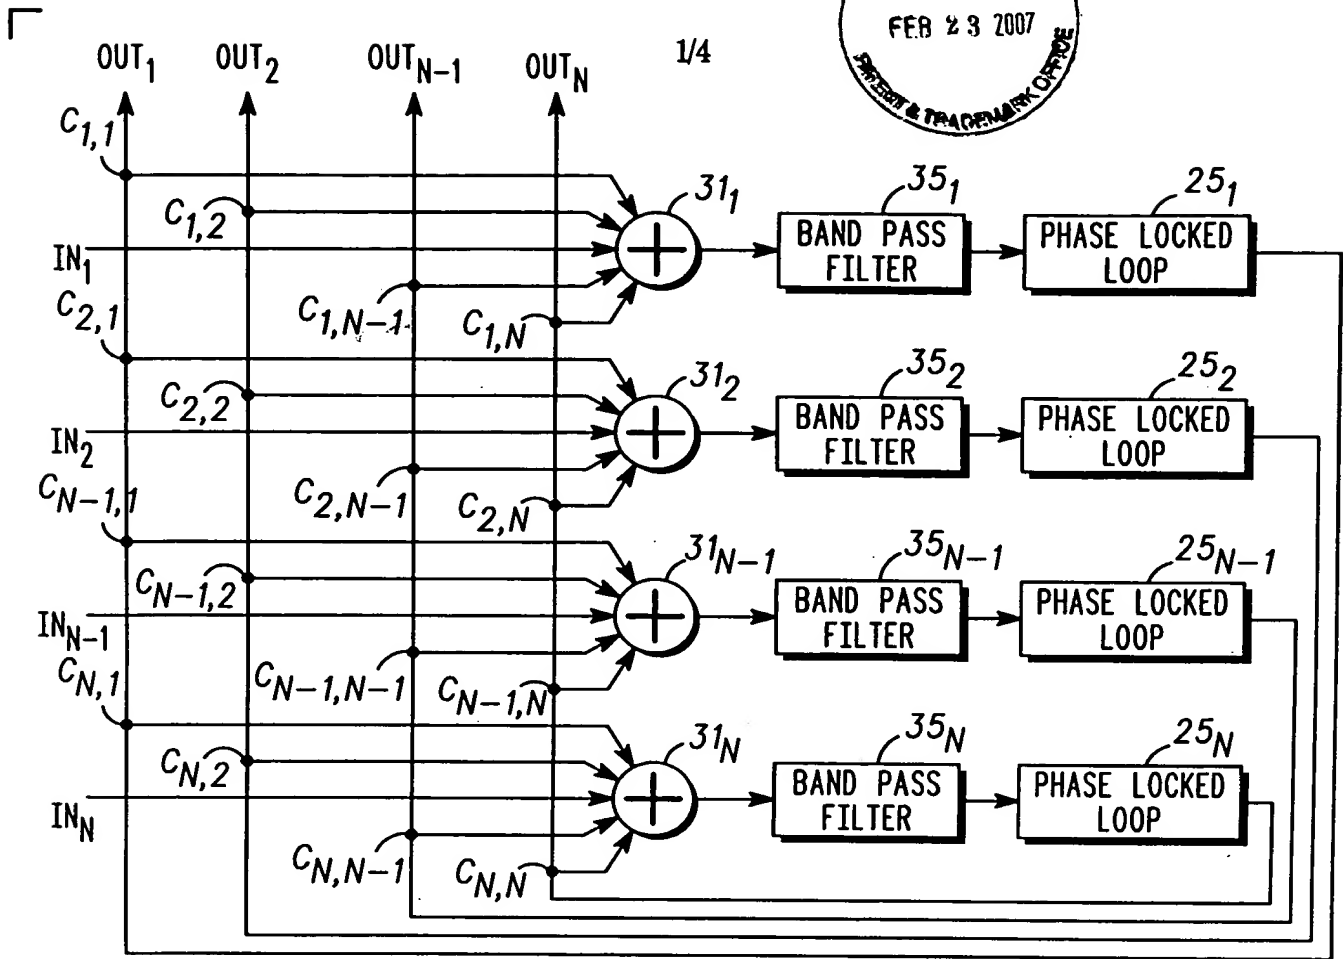 FEB 23 2007
PATENT & TRADEMARK OFFICE
1/4
OUT1 OUT2 OUTN-1 OUTN
C1,1
C1,2
IN1
C1,N-1
C1,N
311
351
251
BAND PASS
FILTER
PHASE LOCKED
LOOP
C2,1
C2,2
IN2
C2,N-1
C2,N
312
352
252
BAND PASS
FILTER
PHASE LOCKED
LOOP
CN-1,1
CN-1,2
INN-1
CN-1,N-1
CN-1,N
31N-1
35N-1
25N-1
BAND PASS
FILTER
PHASE LOCKED
LOOP
CN,1
CN,2
INN
CN,N-1
CN,N
31N
35N
25N
BAND PASS
FILTER
PHASE LOCKED
LOOP